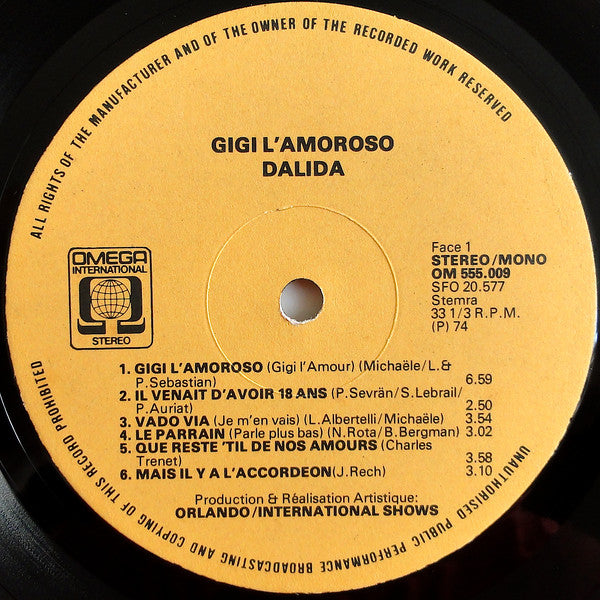 ALL RIGHTS OF THE MANUFACTURER AND OF THE OWNER OF THE RECORDED WORK RESERVED
GIGI L'AMOROSO
DALIDA
OMEGA
INTERNATIONAL
STEREO
Face 1
STEREO/MONO
OM 555.009
SFO 20.577
Stemra
33 1/3 R.P.M.
(P) 74
1. GIGI L'AMOROSO (Gigi l'Amour) (Michaële/L.&
P.Sebastian) 6.59
2. IL VENAIT D'AVOIR 18 ANS (P.Sevrän/S.Lebrail/
P.Auriat) 2.50
3. VADO VIA (Je m'en vais) (L.Albertelli/Michaële) 3.54
4. LE PARRAIN (Parle plus bas) (N.Rota/B.Bergman) 3.02
5. QUE RESTE 'TIL DE NOS AMOURS (Charles
Trenet) 3.58
6. MAIS IL Y A L'ACCORDEON(J.Rech) 3.10
Production & Réalisation Artistique:
ORLANDO/INTERNATIONAL SHOWS
UNAUTHORISED PUBLIC PERFORMANCE BROADCASTING AND COPYING OF THIS RECORD PROHIBITED